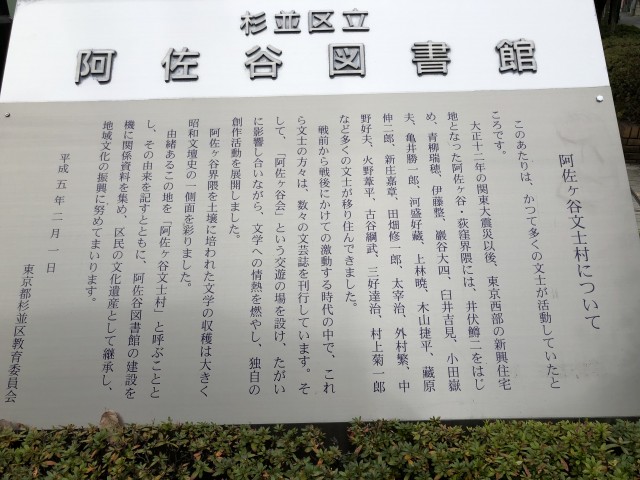 杉並区立
阿佐谷図書館
阿佐ヶ谷文士村について
このあたりは、かつて多くの文士が活動していたと
ころです。
大正十二年の関東大震災以後、東京西部の新興住宅
地となった阿佐ヶ谷・荻窪界隈には、井伏鱒二をはじ
め、青柳瑞穂、伊藤整、巖谷大四、臼井吉見、小田嶽
夫、亀井勝一郎、河盛好蔵、上林暁、木山捷平、蔵原
伸二郎、新庄嘉章、田畑修一郎、太宰治、外村繁、中
野好夫、火野葦平、古谷綱武、三好達治、村上菊一郎
など多くの文士が移り住んできました。
戦前から戦後にかけての激動する時代の中で、これ
ら文士の方々は、数々の文芸誌を刊行しています。そ
して、「阿佐ヶ谷会」という交遊の場を設け、たがい
に影響し合いながら、文学への情熱を燃やし、独自の
創作活動を展開しました。
阿佐ヶ谷界隈を土壌に培われた文学の収穫は大きく
昭和文壇史の一側面を彩りました。
由緒あるこの地を「阿佐ヶ谷文士村」と呼ぶことと
し、その由来を記すとともに、阿佐谷図書館の建設を
機に関係資料を集め、区民の文化遺産として継承し、
地域文化の振興に努めてまいります。
平成五年二月一日
東京都杉並区教育委員会